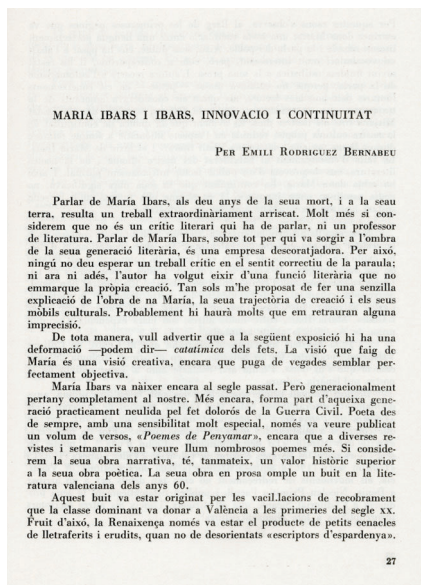 MARIA IBARS I IBARS, INNOVACIO I CONTINUITAT
PER EMILI RODRIGUEZ BERNABEU
Parlar de María Ibars, als deu anys de la seua mort, i a la seau
terra, resulta un treball extraordinàriament arriscat. Molt més si con-
siderem que no és un crític literari qui ha de parlar, ni un professor
de literatura. Parlar de María Ibars, sobre tot per qui va sorgir a l'ombra
de la seua generació literària, és una empresa descoratjadora. Per aixó,
ningú no deu esperar un treball crític en el sentit correctiu de la paraula;
ni ara ni adés, l'autor ha volgut eixir d'una funció literària que no
emmarque la pròpia creació. Tan sols m'he proposat de fer una senzilla
explicació de l'obra de na María, la seua trajectòria de creació i els seus
mòbils culturals. Probablement hi haurà molts que em retrauran alguna
imprecisió.
De tota manera, vull advertir que a la següent exposició hi ha una
deformació —podem dir— catatímica dels fets. La visió que faig de
María és una visió creativa, encara que puga de vegades semblar per-
fectament objectiva.
María Ibars va nàixer encara al segle passat. Però generacionalment
pertany completament al nostre. Més encara, forma part d'aqueixa gene-
ració practicament neulida pel fet dolorós de la Guerra Civil. Poeta des
de sempre, amb una sensibilitat molt especial, només va veure publicat
un volum de versos, «Poemes de Penyamar», encara que a diverses re-
vistes i setmanaris van veure llum nombrosos poemes més. Si conside-
rem la seua obra narrativa, té, tanmateix, un valor històric superior
a la seua obra poètica. La seua obra en prosa omple un buit en la lite-
ratura valenciana dels anys 60.
Aquest buit va estar originat per les vacil.lacions de recobrament
que la classe dominant va donar a València a les primeries del segle XX.
Fruit d'aixó, la Renaixença només va estar el producte de petits cenacles
de lletraferits i erudits, quan no de desorientats «escriptors d'espardenya».
27